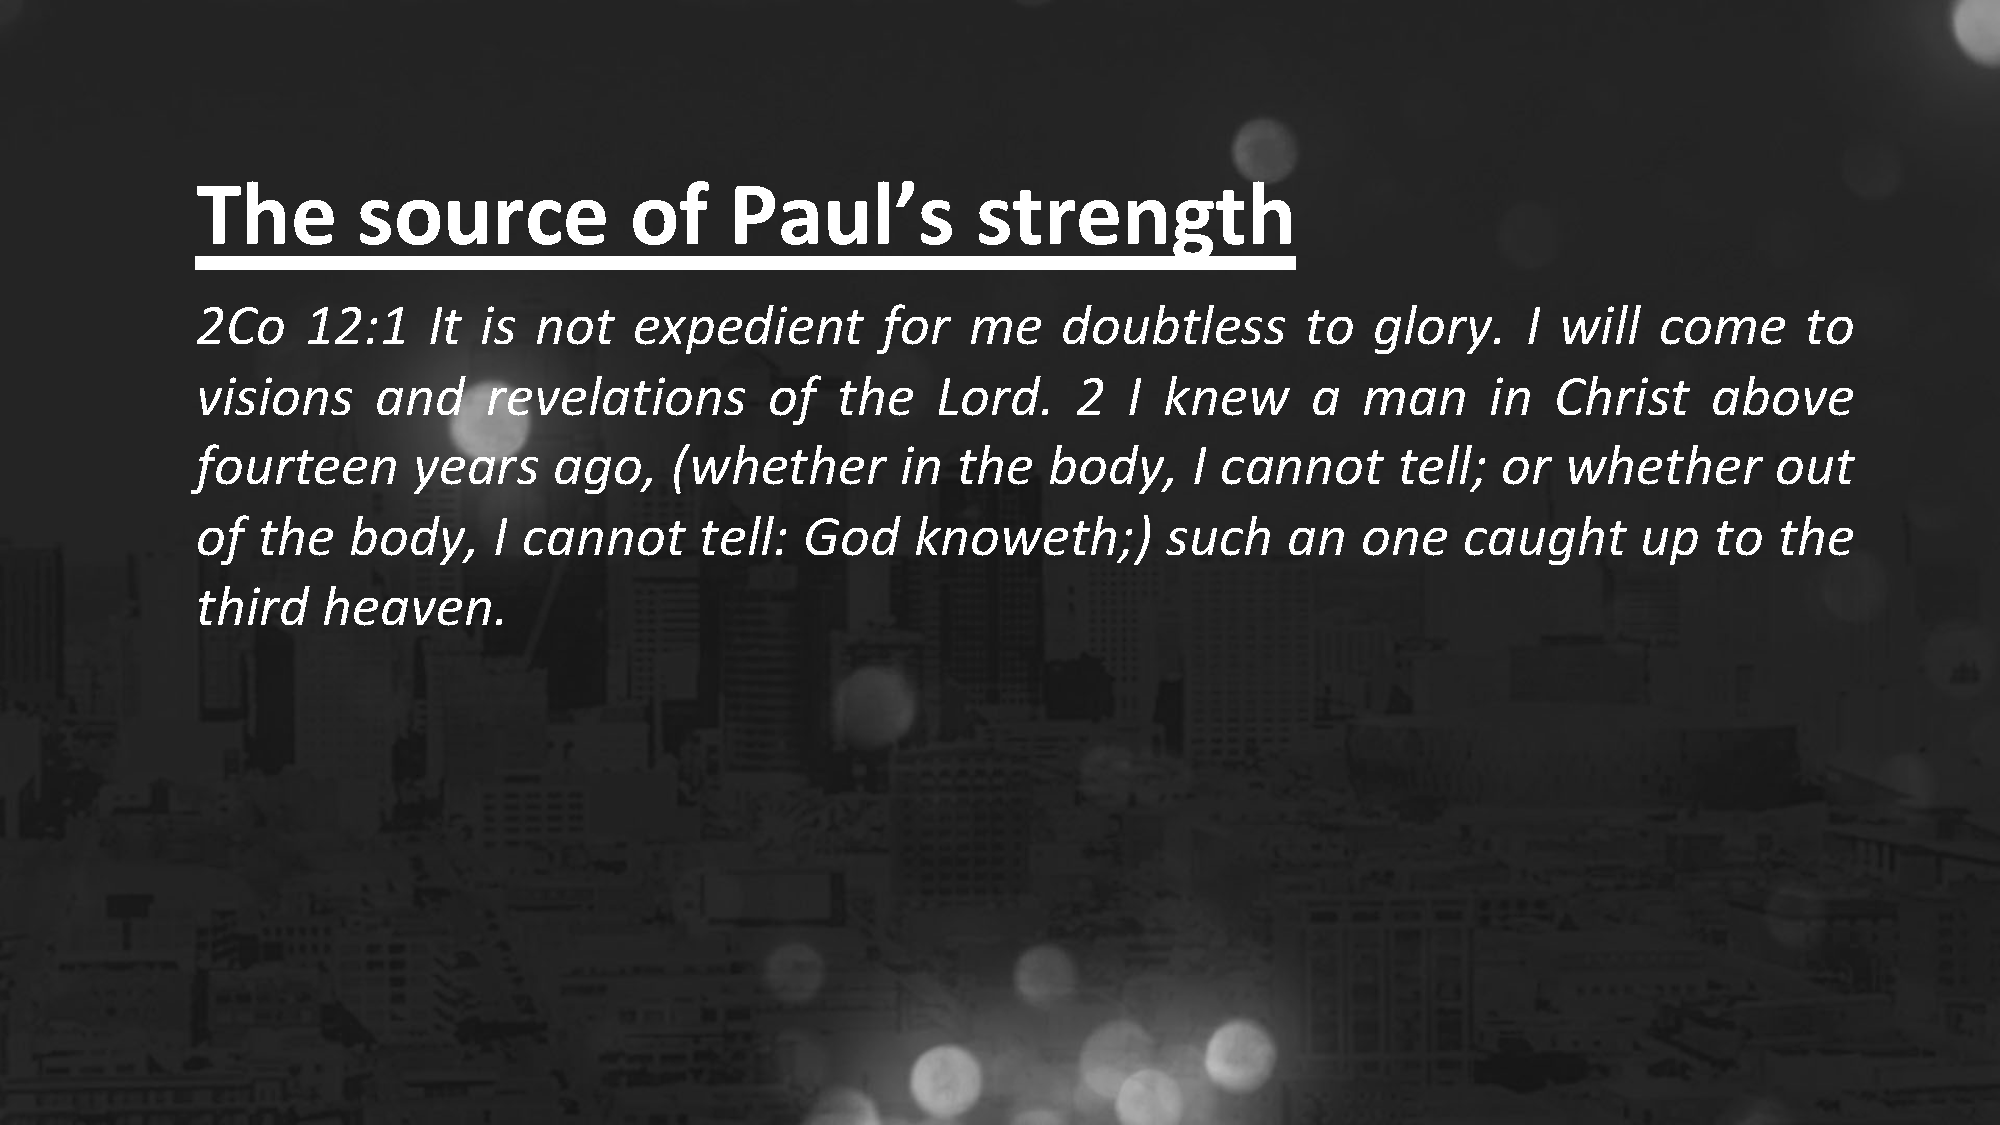 The source of Paul’s strength
2Co 12:1 It is not expedient for me doubtless to glory. I will come to
visions and revelations of the Lord. 2 I knew a man in Christ above
fourteen years ago, (whether in the body, I cannot tell; or whether out
of the body, I cannot tell: God knoweth;) such an one caught up to the
third heaven.